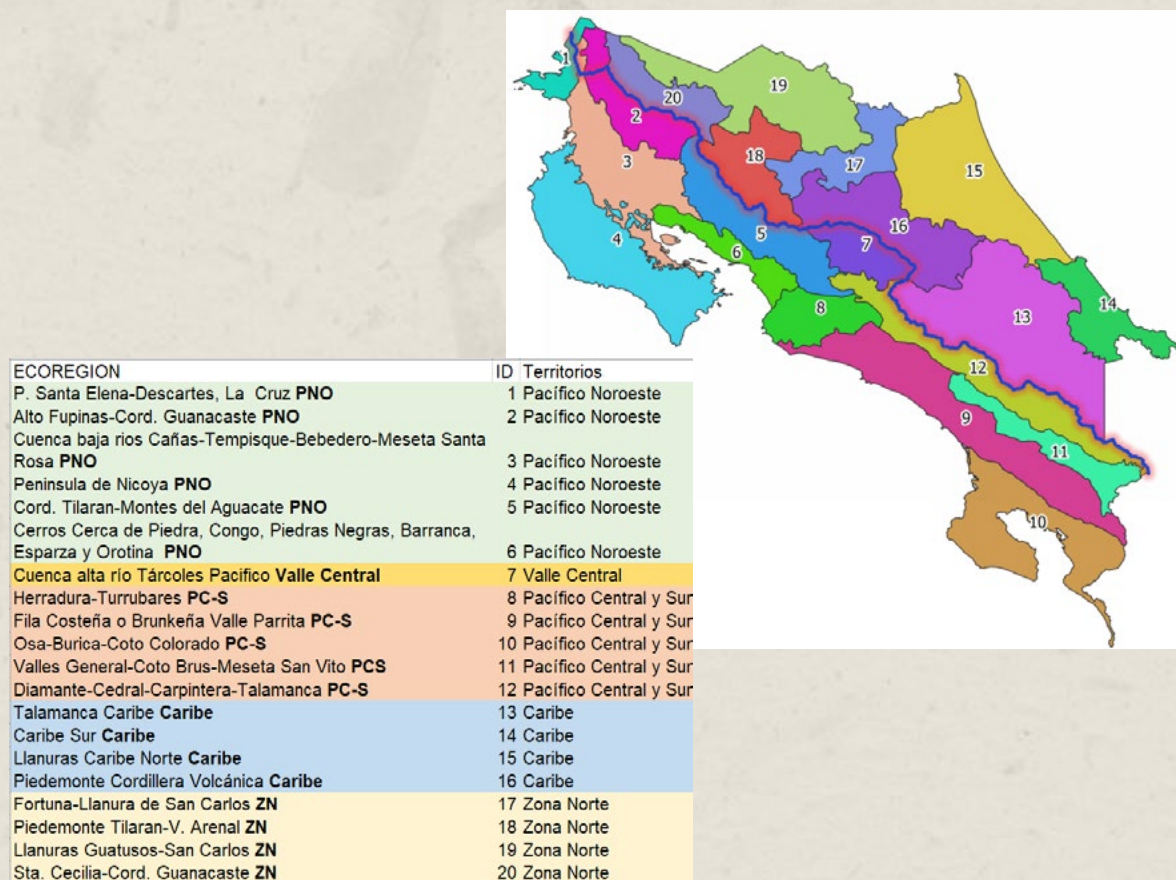 1
2
3
4
5
6
7
8
9
10
11
12
13
14
15
16
17
18
19
20
ECOREGION ID Territorios
P. Santa Elena-Descartes, La Cruz PNO 1 Pacífico Noroeste
Alto Fupinas-Cord. Guanacaste PNO 2 Pacífico Noroeste
Cuenca baja rios Cañas-Tempisque-Bebedero-Meseta Santa
Rosa PNO 3 Pacífico Noroeste
Peninsula de Nicoya PNO 4 Pacífico Noroeste
Cord. Tilaran-Montes del Aguacate PNO 5 Pacífico Noroeste
Cerros Cerca de Piedra, Congo, Piedras Negras, Barranca,
Esparza y Orotina PNO 6 Pacífico Noroeste
Cuenca alta río Tárcoles Pacifico Valle Central 7 Valle Central
Herradura-Turrubares PC-S 8 Pacífico Central y Sur
Fila Costeña o Brunkeña Valle Parrita PC-S 9 Pacífico Central y Sur
Osa-Burica-Coto Colorado PC-S 10 Pacífico Central y Sur
Valles General-Coto Brus-Meseta San Vito PCS 11 Pacífico Central y Sur
Diamante-Cedral-Carpintera-Talamanca PC-S 12 Pacífico Central y Sur
Talamanca Caribe Caribe 13 Caribe
Caribe Sur Caribe 14 Caribe
Llanuras Caribe Norte Caribe 15 Caribe
Piedemonte Cordillera Volcánica Caribe 16 Caribe
Fortuna-Llanura de San Carlos ZN 17 Zona Norte
Piedemonte Tilaran-V. Arenal ZN 18 Zona Norte
Llanuras Guatusos-San Carlos ZN 19 Zona Norte
Sta. Cecilia-Cord. Guanacaste ZN 20 Zona Norte